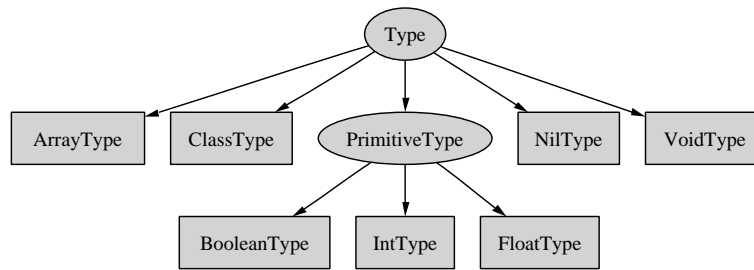 Type
ArrayType
ClassType
PrimitiveType
NilType
VoidType
BooleanType
IntType
FloatType